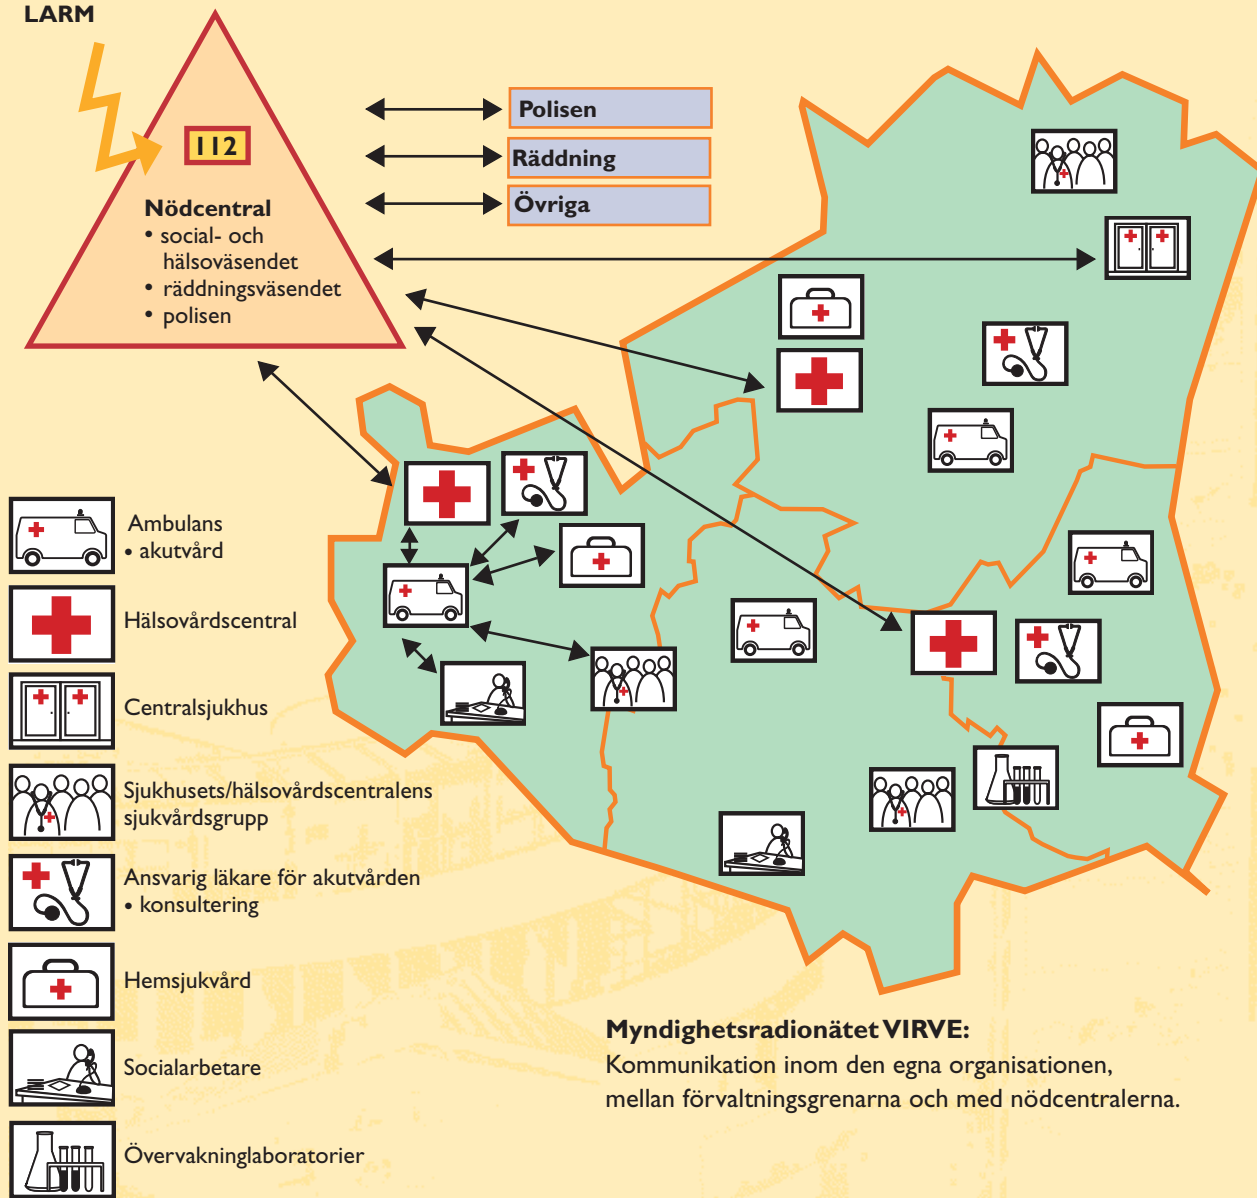 LARM
112
Nödcentral
• social- och
hälsoväsendet
• räddningsväsendet
• polisen
Polisen
Räddning
Övriga
Ambulans
• akutvård
Hälsovårdscentral
Centralsjukhus
Sjukhusets/hälsovårdscentralens
sjukvårdsgrupp
Ansvarig läkare för akutvården
• konsultering
Hemsjukvård
Socialarbetare
Övervakninglaboratorier
Myndighetsradionätet VIRVE:
Kommunikation inom den egna organisationen,
mellan förvaltningsgrenarna och med nödcentralerna.